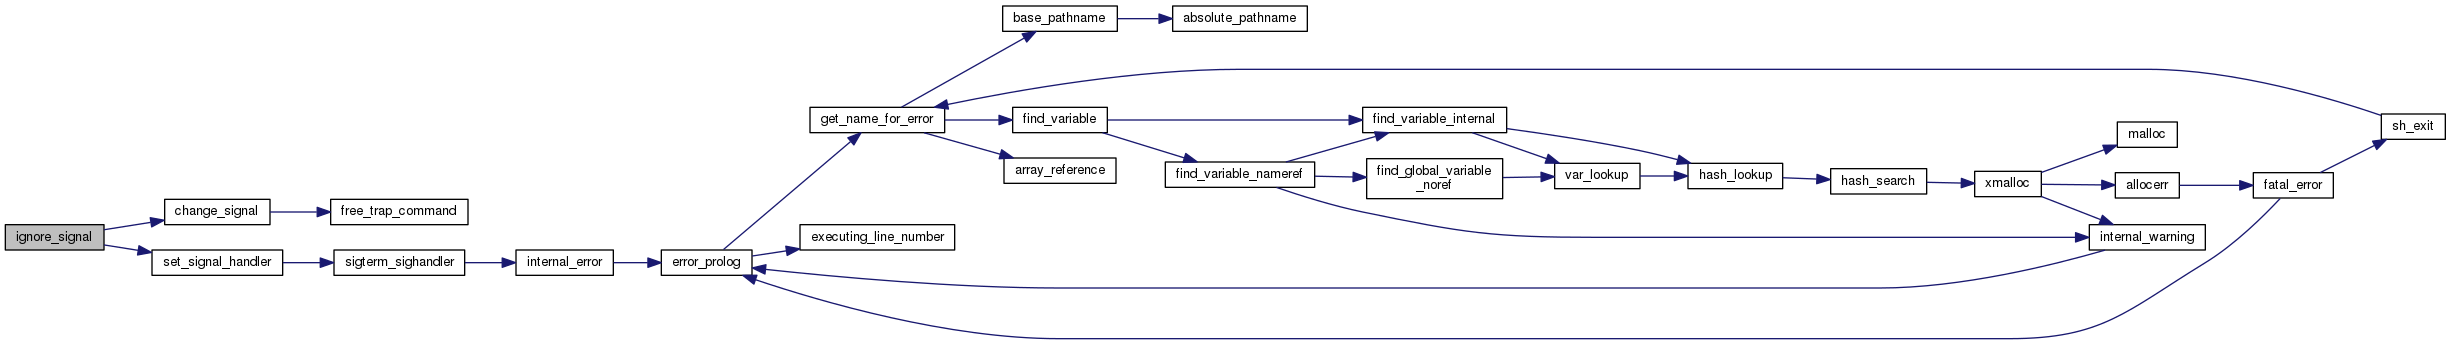 base_pathname
absolute_pathname
get_name_for_error
find_variable
find_variable_internal
malloc
sh_exit
array_reference
find_variable_nameref
find_global_variable
_noref
var_lookup
hash_lookup
hash_search
xmalloc
allocerr
fatal_error
change_signal
free_trap_command
ignore_signal
executing_line_number
internal_warning
set_signal_handler
sigterm_sighandler
internal_error
error_prolog